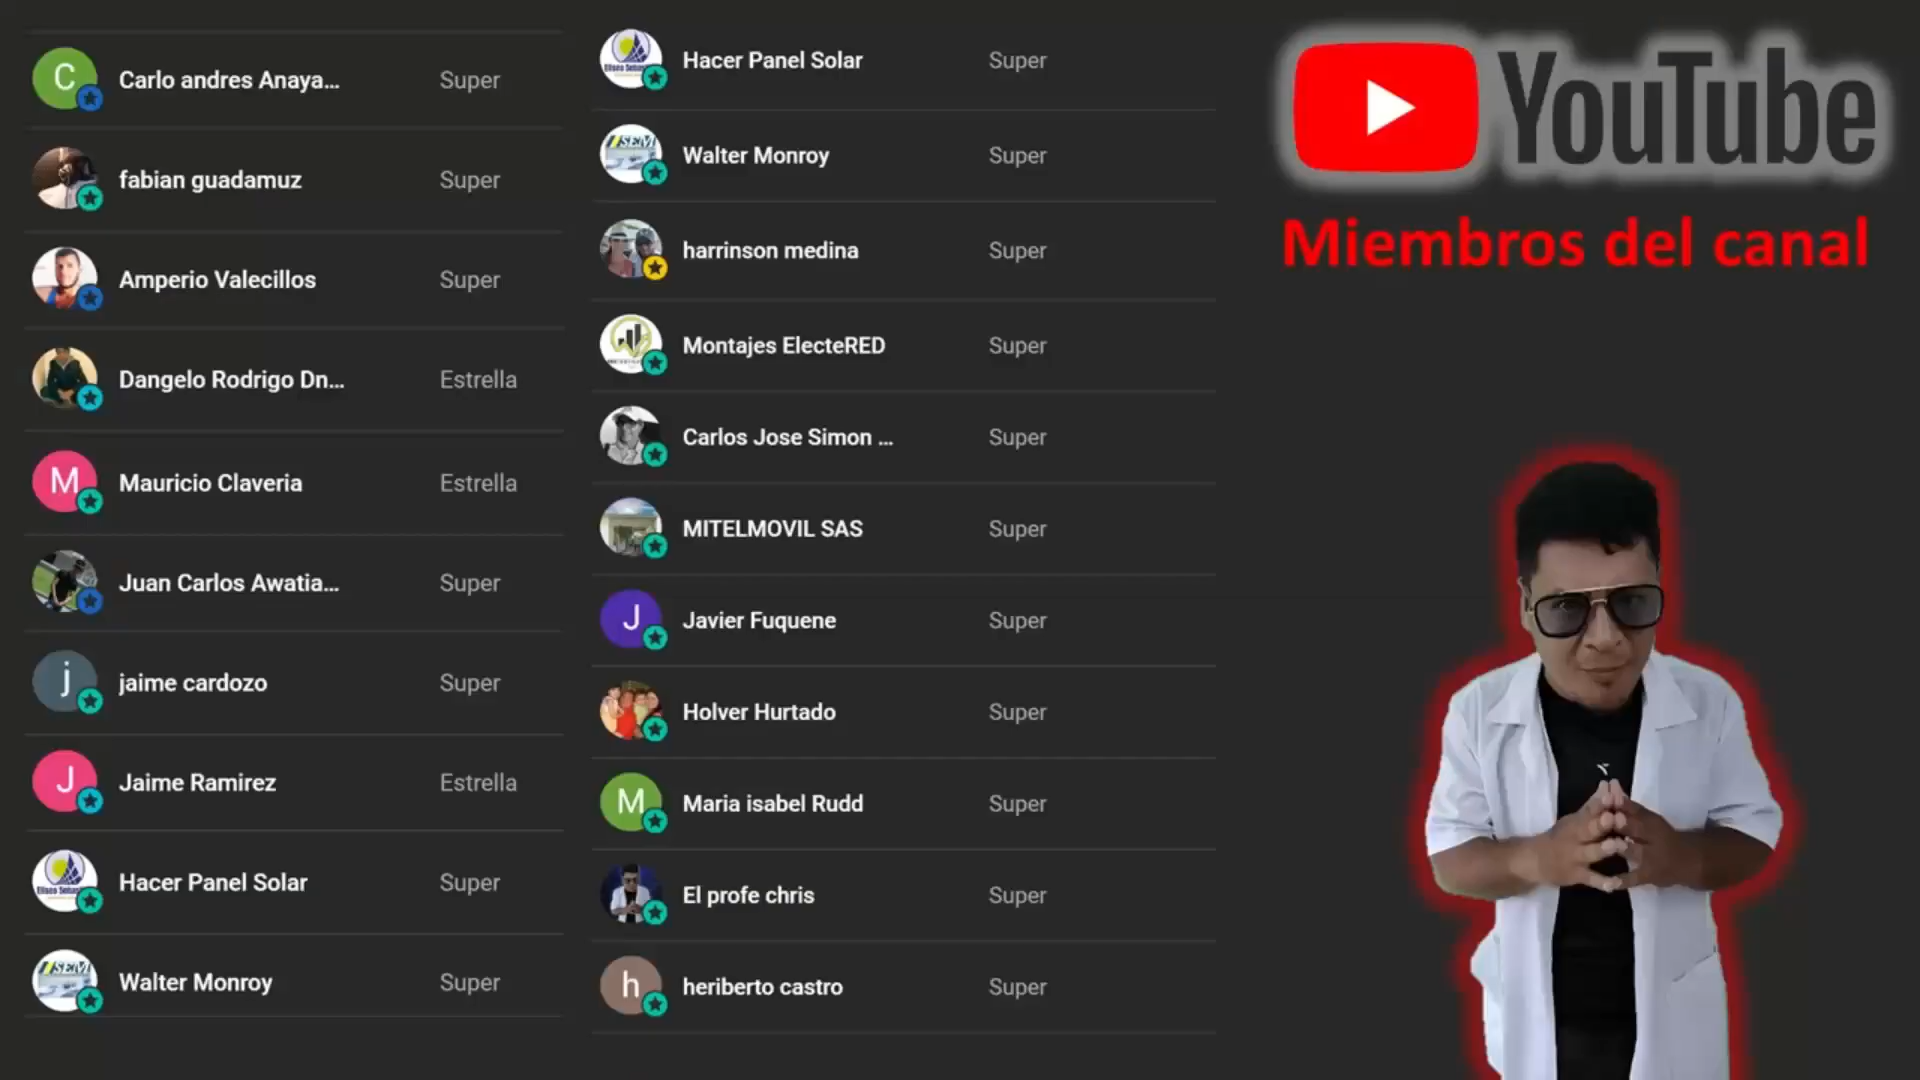 C
Carlo andres Anaya...
Super
fabian guadamuz
Super
Amperio Valecillos
Super
Dangelo Rodrigo Dn...
Estrella
M
Mauricio Claveria
Estrella
Juan Carlos Awatia...
Super
j
jaime cardozo
Super
J
Jaime Ramirez
Estrella
Hacer Panel Solar
Super
SEM
Walter Monroy
Super
Hacer Panel Solar
Super
SEM
Walter Monroy
Super
harrinson medina
Super
Montajes ElecteRED
Super
Carlos Jose Simon ...
Super
MITELMOVIL SAS
Super
J
Javier Fuquene
Super
Holver Hurtado
Super
M
Maria isabel Rudd
Super
El profe chris
Super
h
heriberto castro
Super
YouTube
Miembros del canal